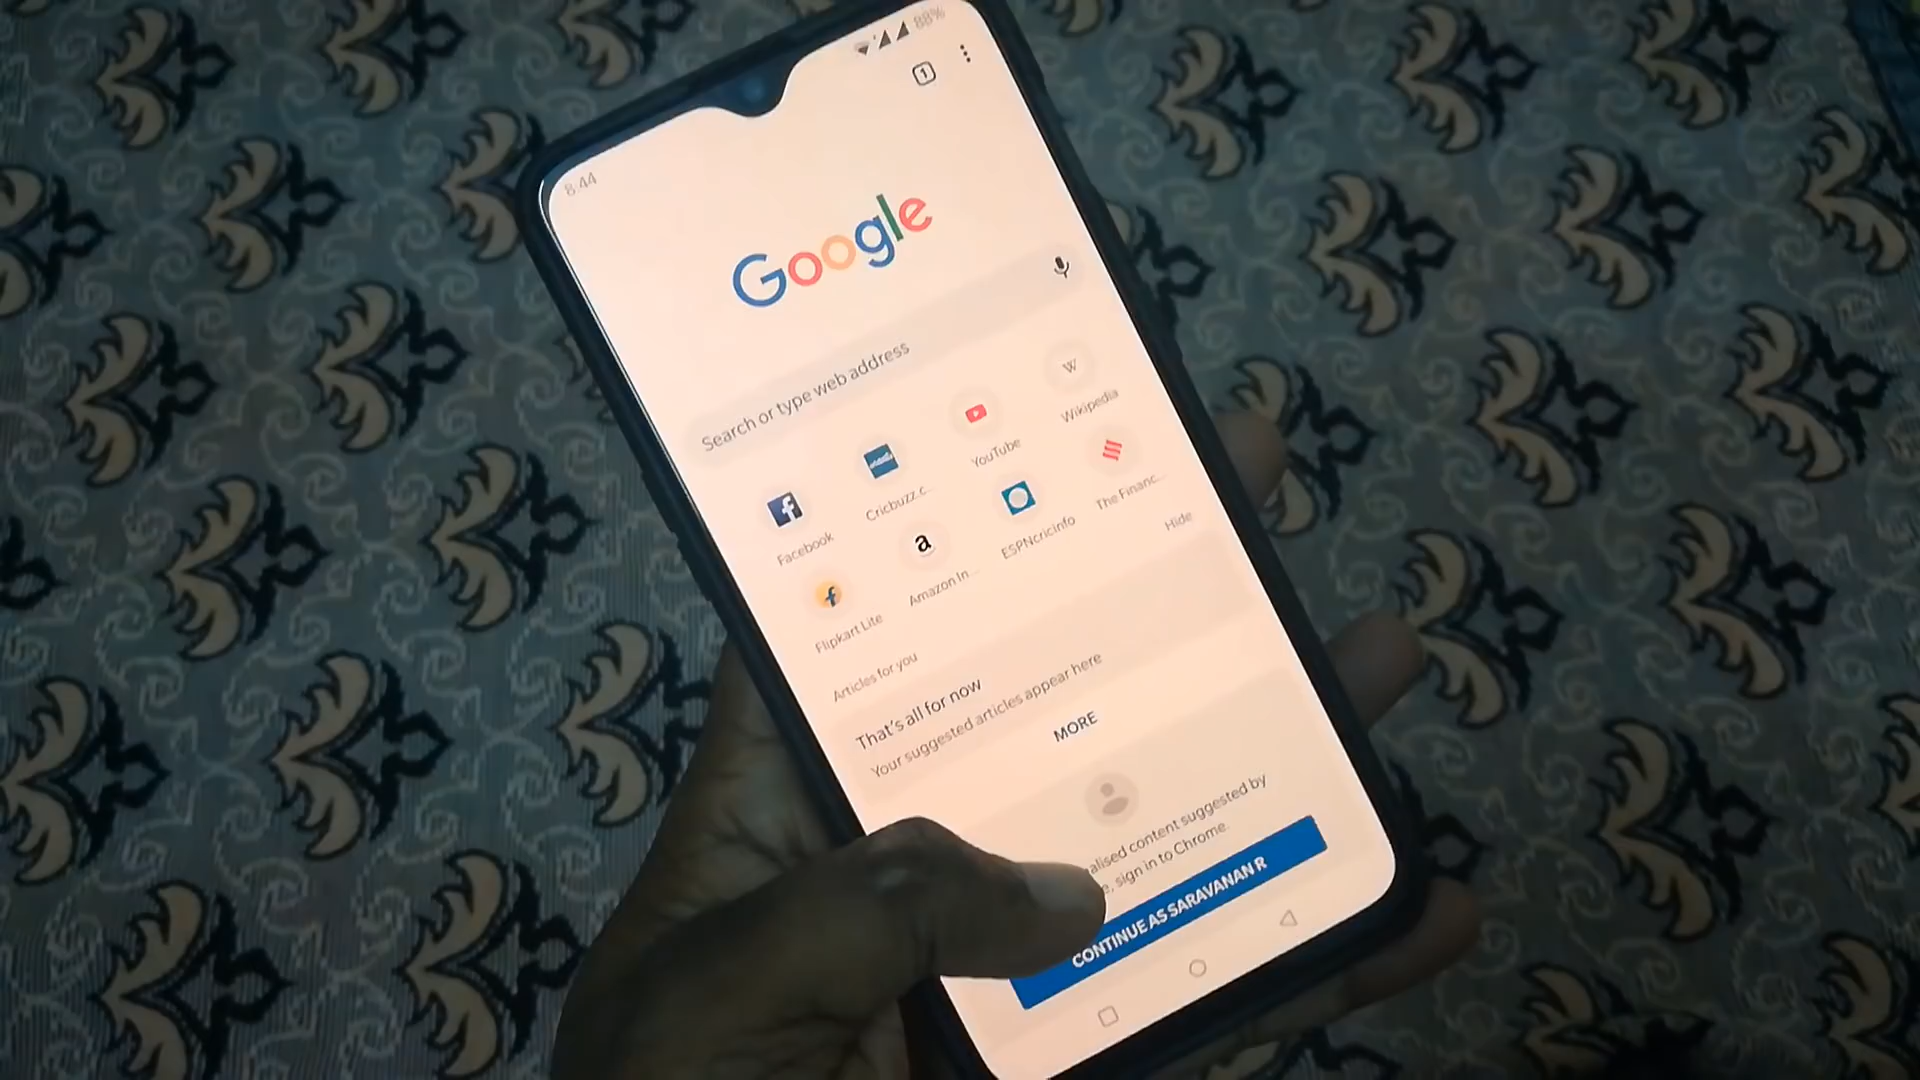 8:44
88%
1
Google
Search or type web address
Facebook
Cricbuzz.c...
YouTube
Wikipedia
Flipkart Lite
Amazon In...
ESPNcricinfo
The Financ...
Articles for you
Hide
That's all for now
Your suggested articles appear here
MORE
alised content suggested by
e, sign in to Chrome.
CONTINUE AS SARAVANAN R